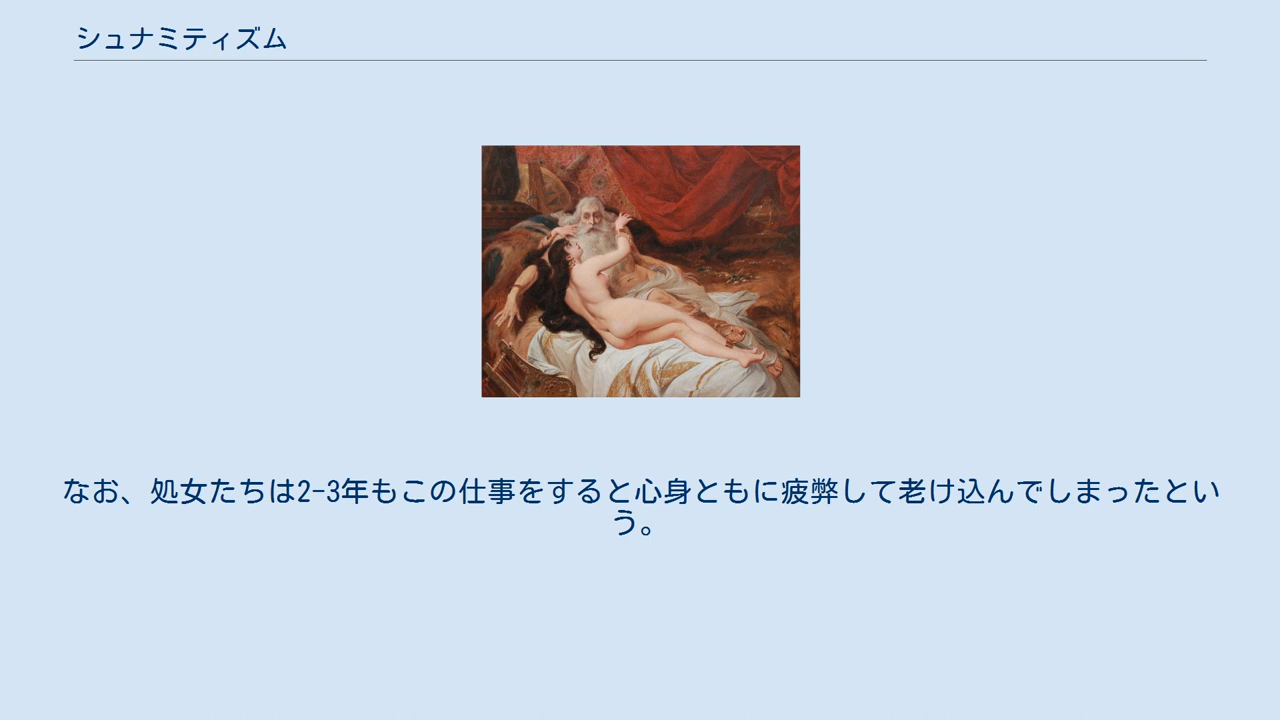 シュナミティズム
なお、処女たちは2-3年もこの仕事をすると心身ともに疲弊して老け込んでしまったとい
う。